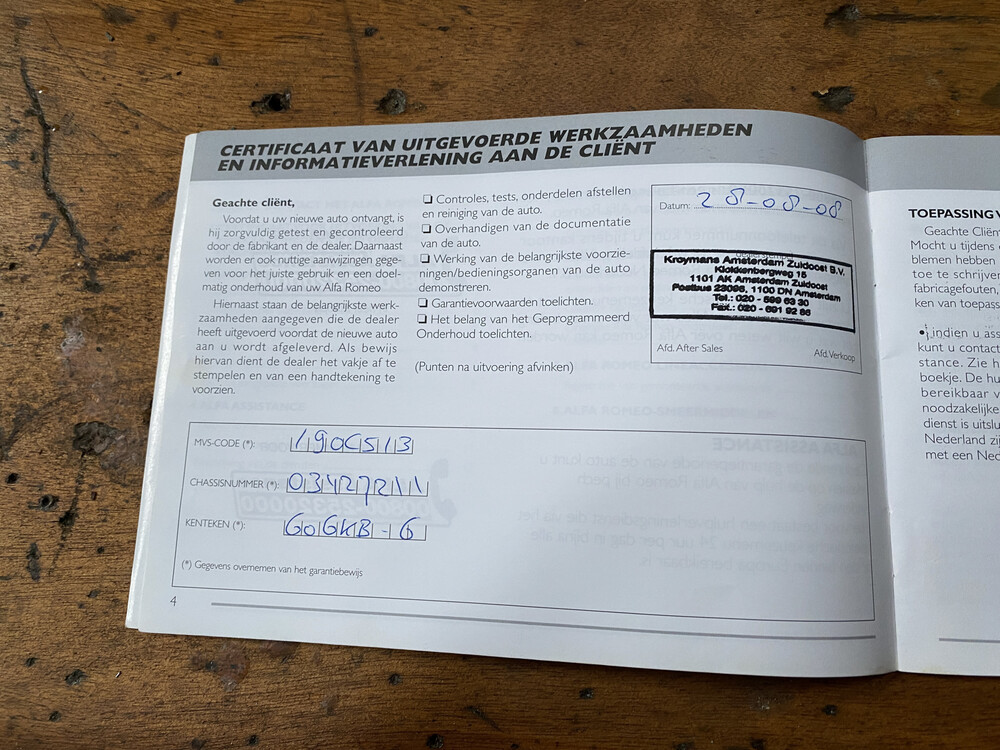 CERTIFICAAT VAN UITGEVOERDE WERKZAAMHEDEN
EN INFORMATIEVERLENING AAN DE CLIËNT
Geachte cliënt,
Voordat u uw nieuwe auto ontvangt, is
hij zorgvuldig getest en gecontroleerd
door de fabrikant en de dealer. Daarnaast
worden er ook nuttige aanwijzingen gege-
ven voor het juiste gebruik en een doel-
matig onderhoud van uw Alfa Romeo
Hiernaast staan de belangrijkste werk-
zaamheden aangegeven die de dealer
heeft uitgevoerd voordat de nieuwe auto
aan u wordt afgeleverd. Als bewijs
hiervan dient de dealer het vakje af te
stempelen en van een handtekening te
voorzien.
❑ Controles, tests, onderdelen afstellen
en reiniging van de auto.
❑ Overhandigen van de documentatie
van de auto.
❑ Werking van de belangrijkste voorzie-
ningen/bedieningsorganen van de auto
demonstreren.
❑ Garantievoorwaarden toelichten.
❑ Het belang van het Geprogrammeerd
Onderhoud toelichten.
(Punten na uitvoering afvinken)
Datum: 28-08-08
Kroymans Amsterdam Zuidoost B.V.
Klokkenbergweg 15
1101 AK Amsterdam Zuidoost
Postbus 23096, 1100 DN Amsterdam
Tel.: 020 - 699 63 30
Fax.: 020 - 691 92 86
Afd. After Sales
Afd. Verkoop
MVS-CODE (*):
CHASSISNUMMER (*):
KENTEKEN (*):
(*) Gegevens overnemen van het garantiebewijs
4
TOEPASSING
Geachte Cliën
Mocht u tijdens
blemen hebben
toe te schrijver
fabricagefouten,
ken van toepass
• indien u ass
kunt u contact
stance. Zie h
boekje. De hu
bereikbaar v
noodzakelijke
dienst is uitslu
Nederland zij
met een Ned